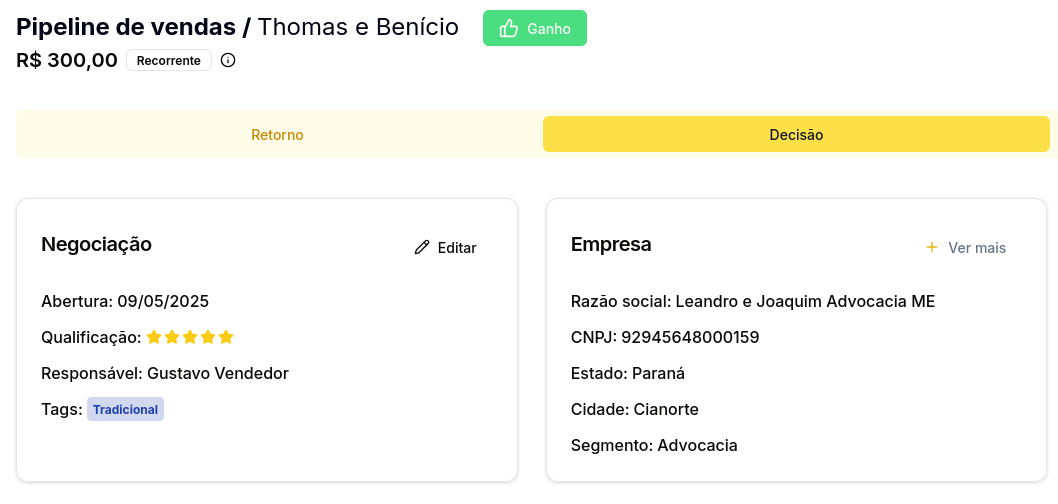 Pipeline de vendas / Thomas e Benício
Ganho
R$ 300,00 Recorrente
Retorno
Decisão
Negociação
Editar
Abertura: 09/05/2025
Qualificação:
Responsável: Gustavo Vendedor
Tags: Tradicional
Empresa
Ver mais
Razão social: Leandro e Joaquim Advocacia ME
CNPJ: 92945648000159
Estado: Paraná
Cidade: Cianorte
Segmento: Advocacia